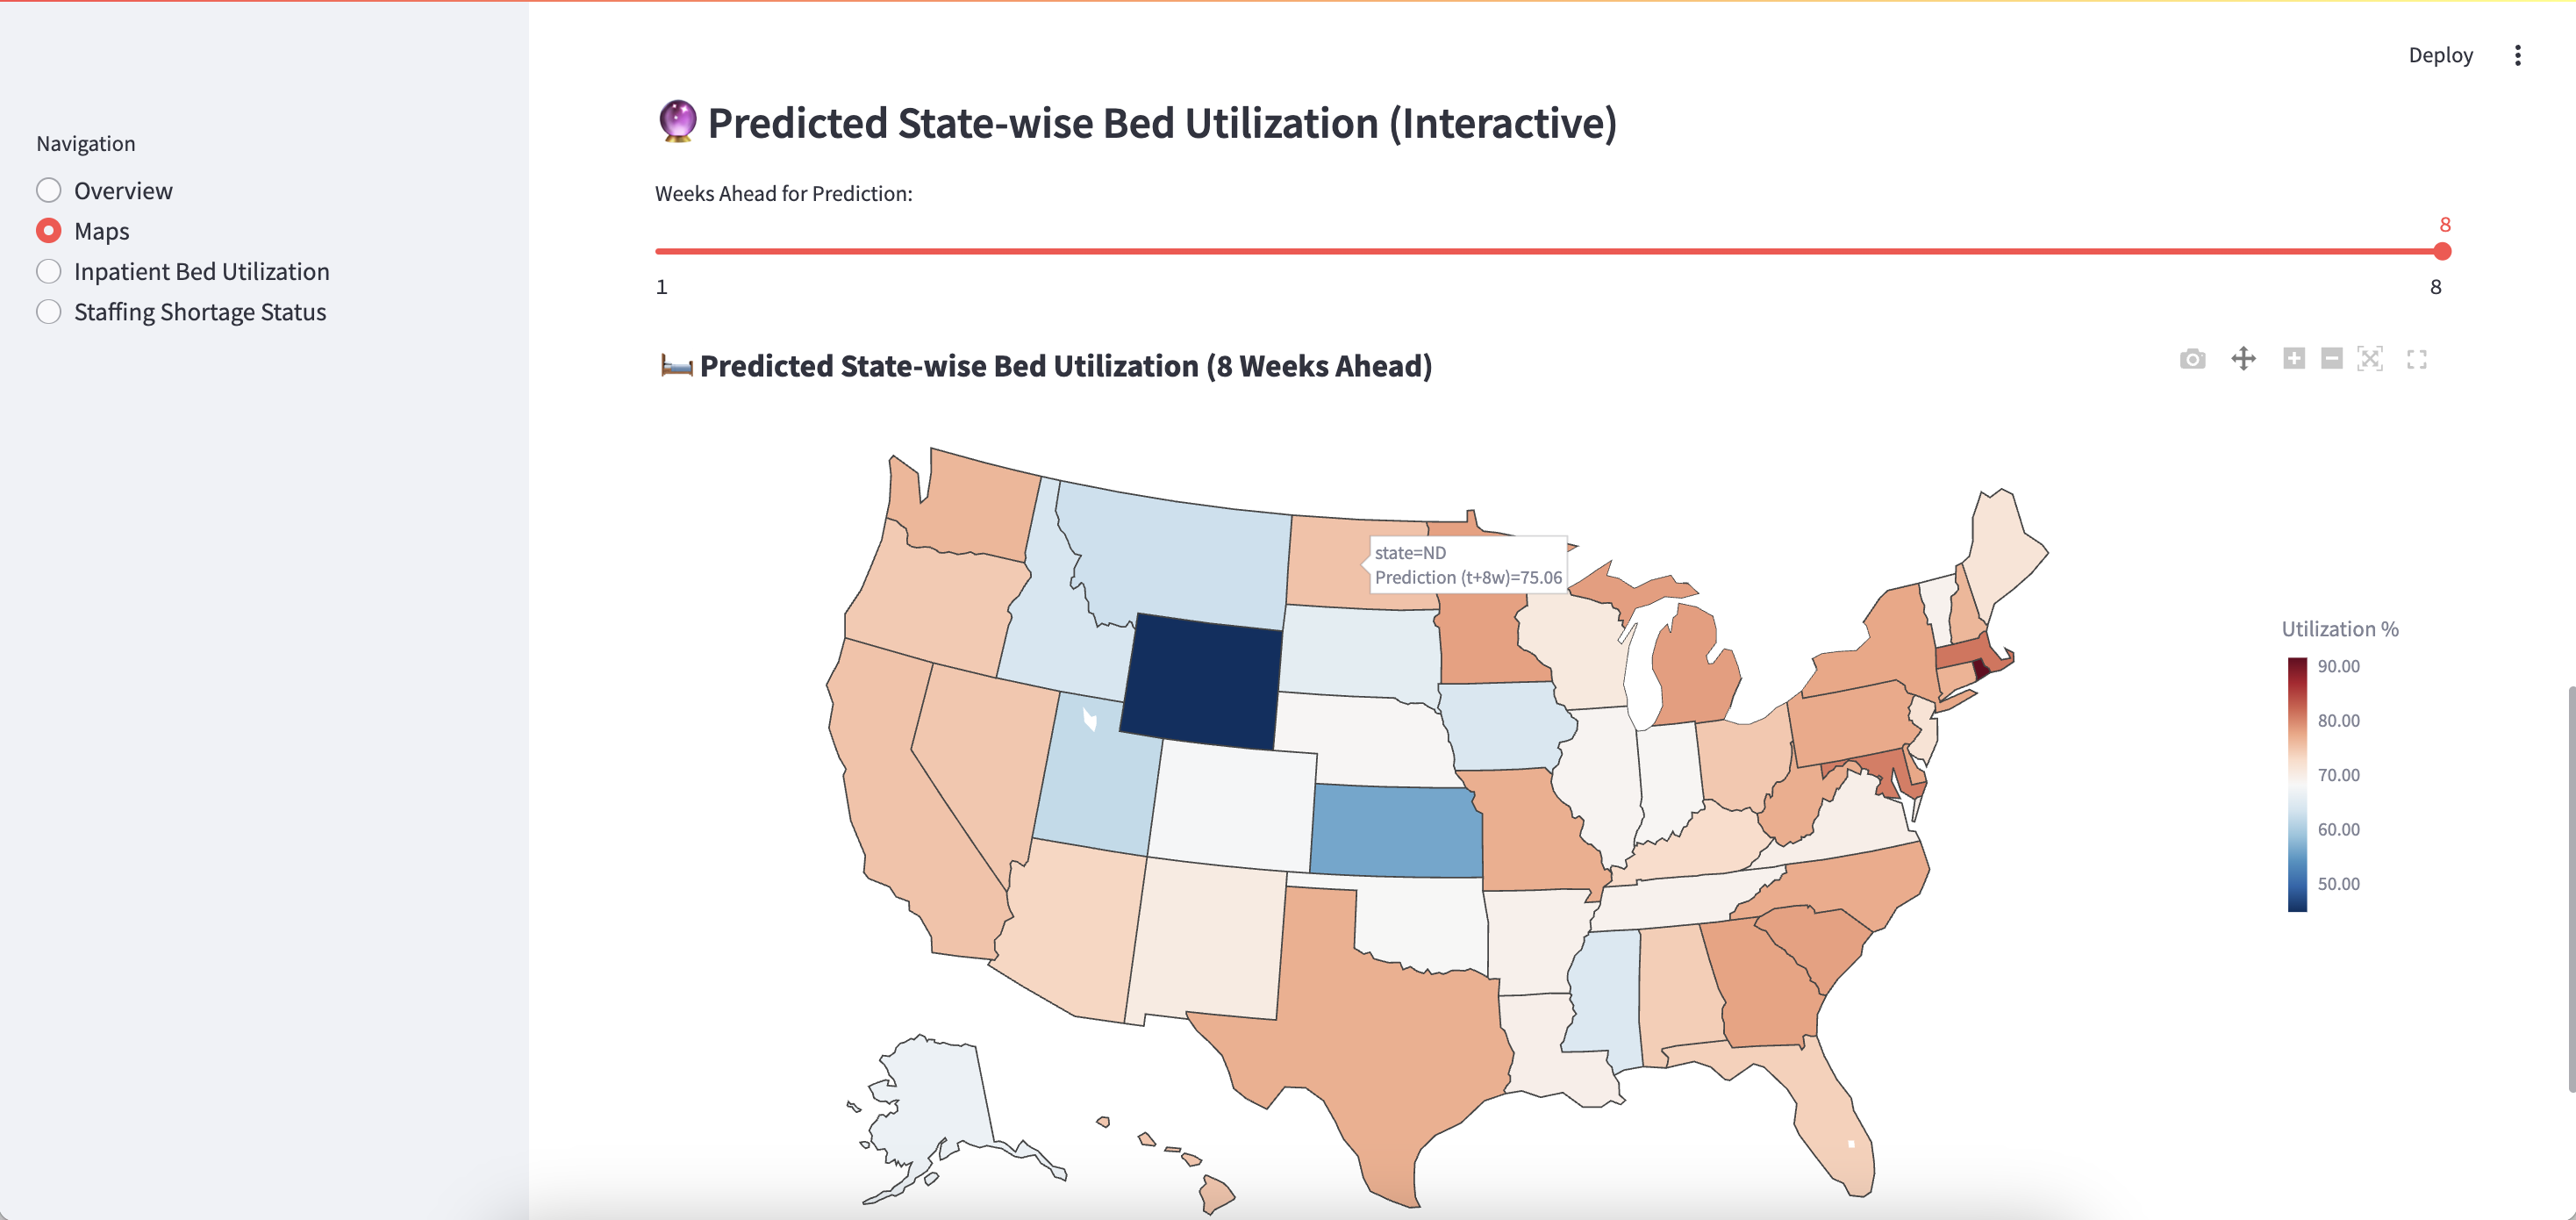 Deploy
Navigation
Overview
Maps
Inpatient Bed Utilization
Staffing Shortage Status
Predicted State-wise Bed Utilization (Interactive)
Weeks Ahead for Prediction:
8
1
8
Predicted State-wise Bed Utilization (8 Weeks Ahead)
state=ND
Prediction (t+8w)=75.06
Utilization %
90.00
80.00
70.00
60.00
50.00